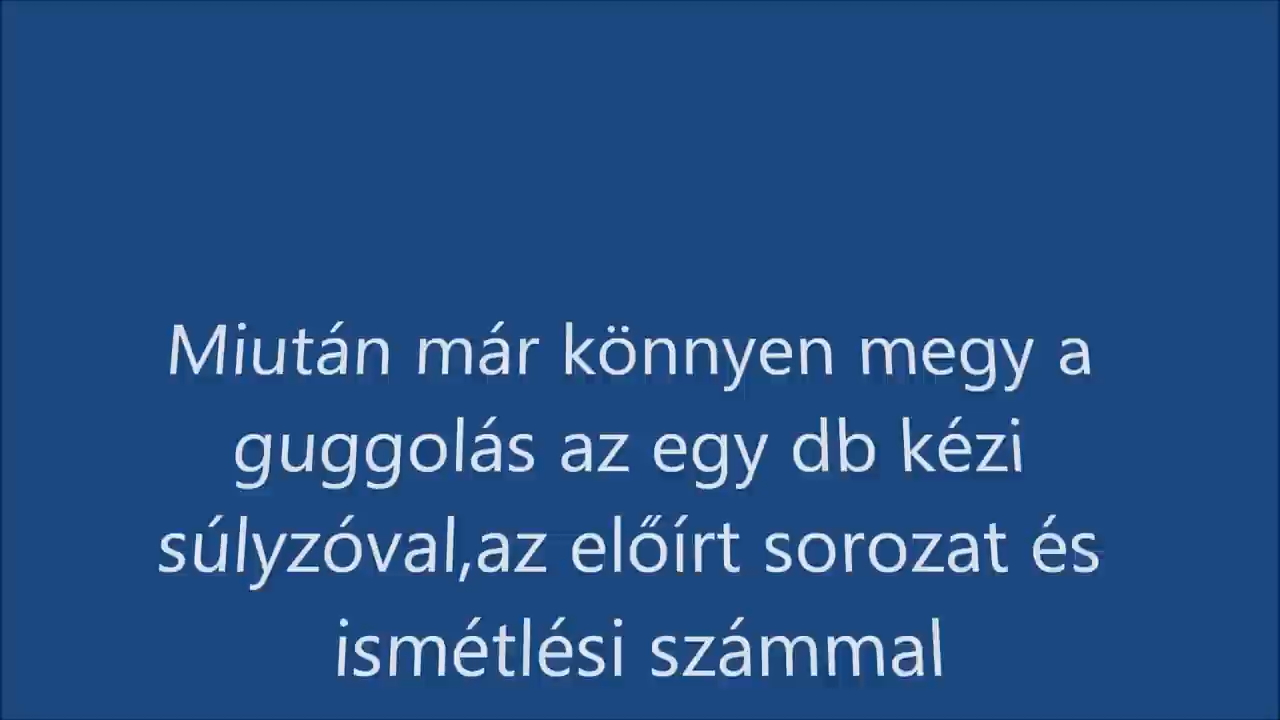 Miután már könnyen megy a
guggolás az egy db kézi
súlyzóval,az előírt sorozat és
ismétlési számmal